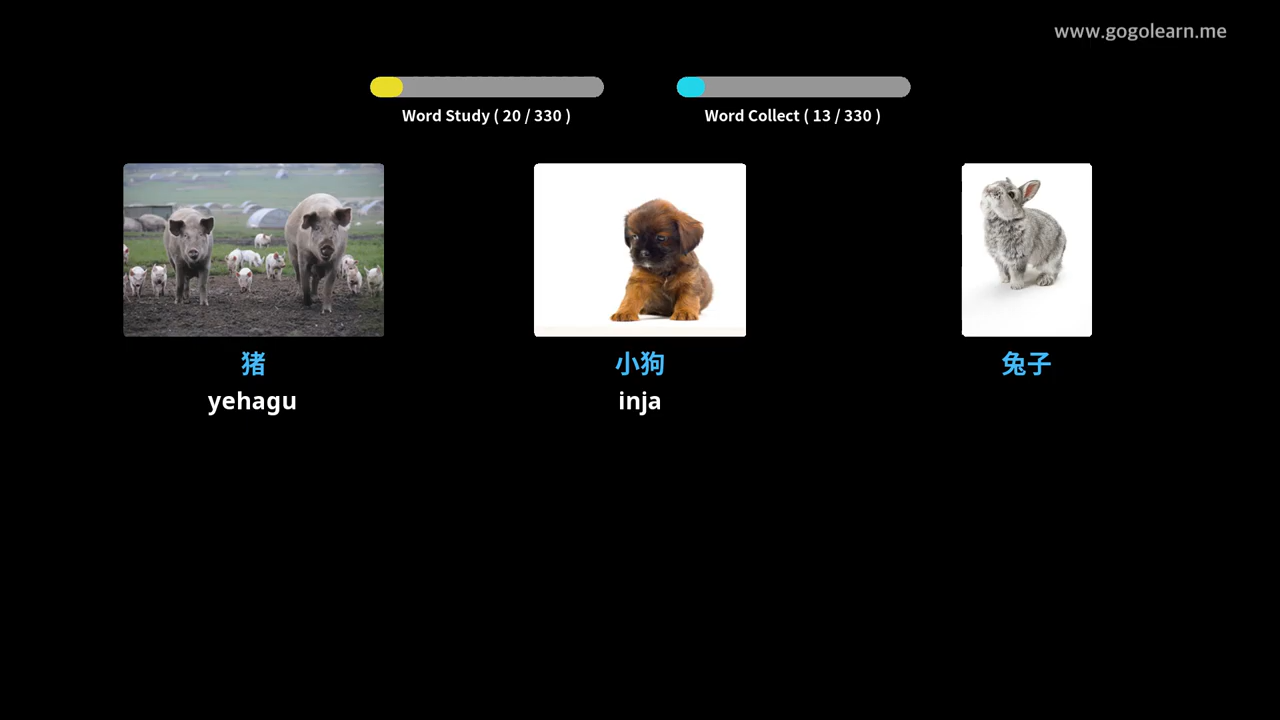 www.gogolearn.me
Word Study ( 20 / 330 )
Word Collect ( 13 / 330 )
猪
小狗
兔子
yehagu
inja